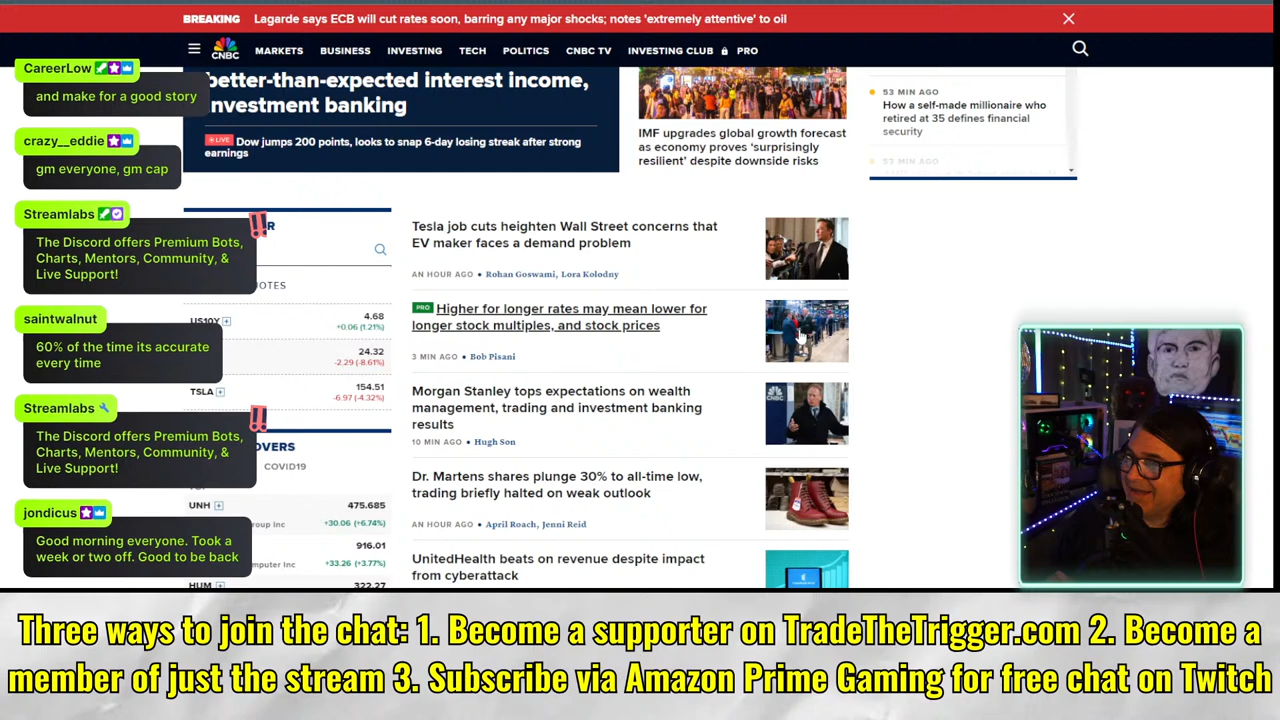 BREAKING Lagarde says ECB will cut rates soon, barring any major shocks; notes 'extremely attentive' to oil
CNBC
MARKETS BUSINESS INVESTING TECH POLITICS CNBC TV INVESTING CLUB PRO
CareerLow
and make for a good story
crazy__eddie
gm everyone, gm cap
Streamlabs
The Discord offers Premium Bots,
Charts, Mentors, Community, &
Live Support!
saintwalnut
60% of the time its accurate
every time
Streamlabs
The Discord offers Premium Bots,
Charts, Mentors, Community, &
Live Support!
jondicus
Good morning everyone. Took a
week or two off. Good to be back
better-than-expected interest income,
investment banking
LIVE Dow jumps 200 points, looks to snap 6-day losing streak after strong
earnings
IMF upgrades global growth forecast
as economy proves 'surprisingly
resilient' despite downside risks
53 MIN AGO
How a self-made millionaire who
retired at 35 defines financial
security
53 MIN AGO
US10Y 4.68
+0.06 (1.21%)
24.32
-2.29 (-8.61%)
TSLA 154.51
-6.97 (-4.32%)
OVERS
COVID19
UNH 475.685
Group Inc +30.06 (+6.74%)
916.01
mputer Inc +33.26 (+3.77%)
HUM 322.27
Tesla job cuts heighten Wall Street concerns that
EV maker faces a demand problem
AN HOUR AGO • Rohan Goswami, Lora Kolodny
PRO Higher for longer rates may mean lower for
longer stock multiples, and stock prices
3 MIN AGO • Bob Pisani
Morgan Stanley tops expectations on wealth
management, trading and investment banking
results
10 MIN AGO • Hugh Son
Dr. Martens shares plunge 30% to all-time low,
trading briefly halted on weak outlook
AN HOUR AGO • April Roach, Jenni Reid
UnitedHealth beats on revenue despite impact
from cyberattack
Three ways to join the chat: 1. Become a supporter on TradeTheTrigger.com 2. Become a
member of just the stream 3. Subscribe via Amazon Prime Gaming for free chat on Twitch